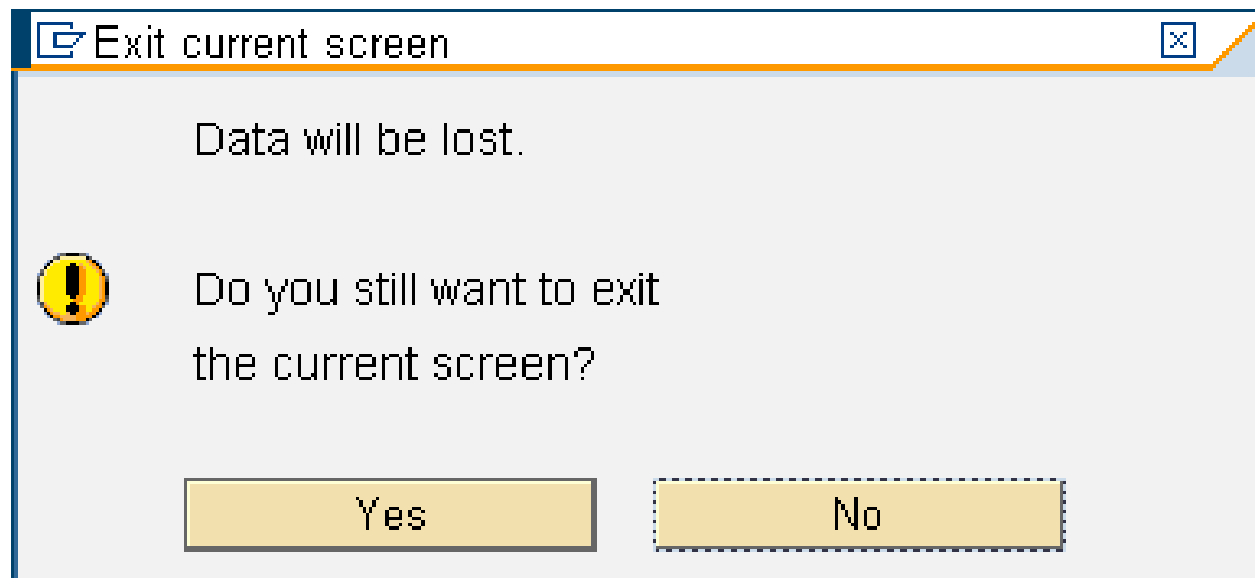 Exit current screen
Data will be lost.
Do you still want to exit
the current screen?
Yes No